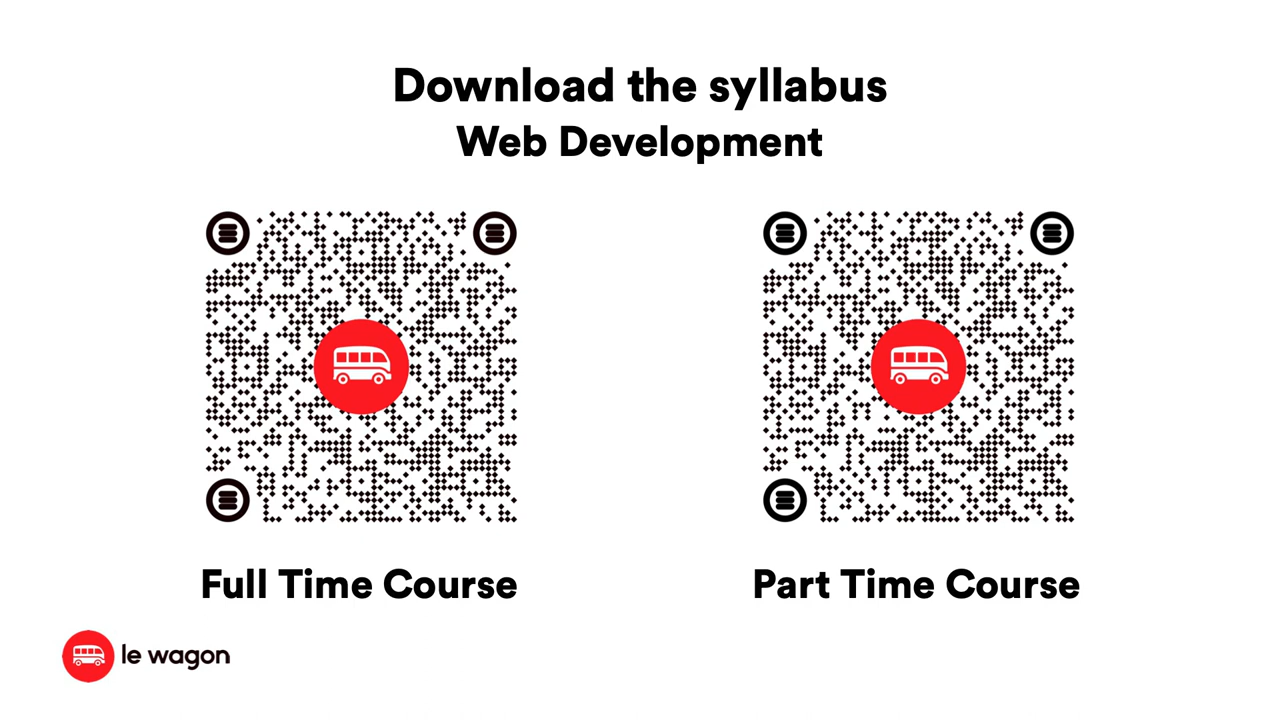 Download the syllabus
Web Development
Full Time Course
Part Time Course
le wagon